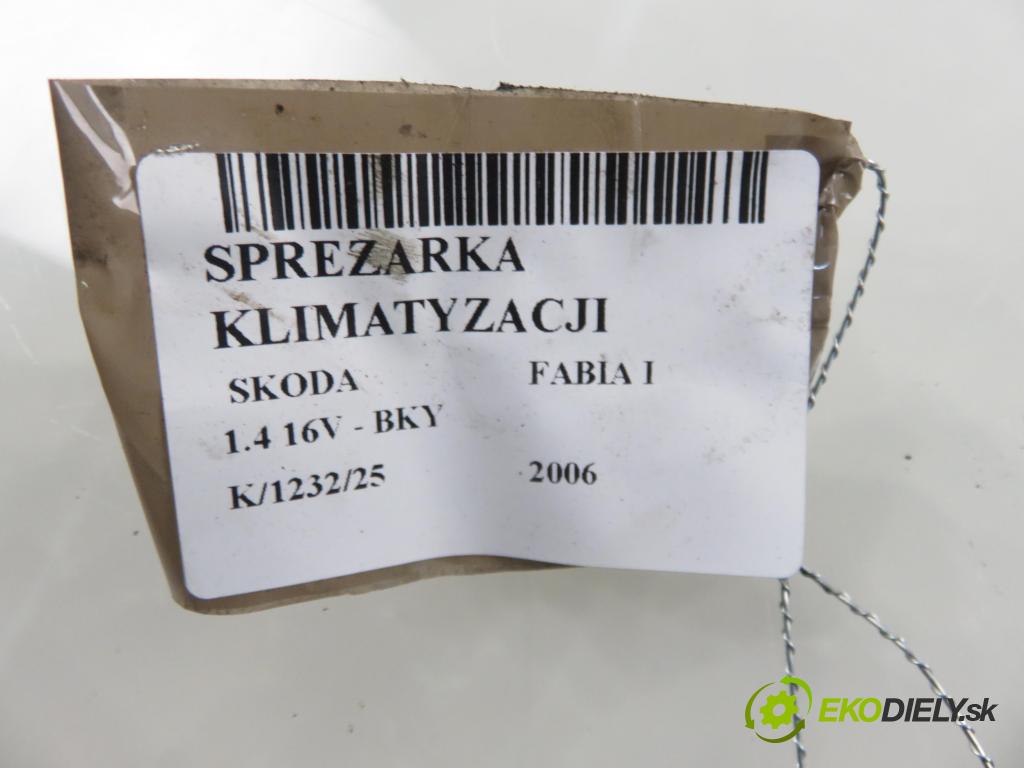 SPREZARKA
KLIMATYZACJI
SKODA FABIA I
1.4 16V - BKY
K/1232/25 2006
EKODIELY.sk